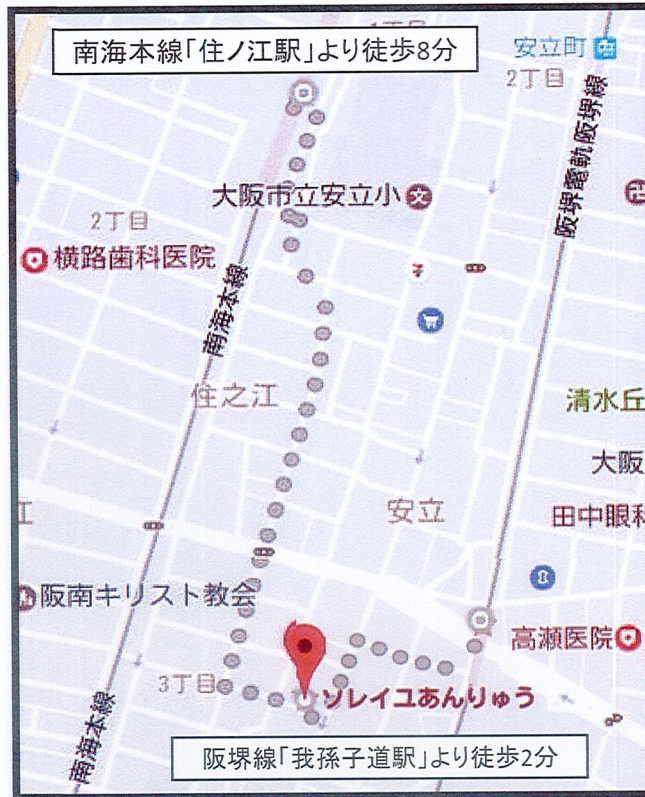 南海本線「住ノ江駅」より徒歩8分
安立町
2丁目
阪堺電軌阪堺線
大阪市立安立小
文
2丁目
横路歯科医院
南海本線
住之江
清水丘
大阪
安立
田中眼科
江
阪南キリスト教会
高瀬医院
3丁目
ソレイユあんりゅう
南海本線
阪堺線「我孫子道駅」より徒歩2分